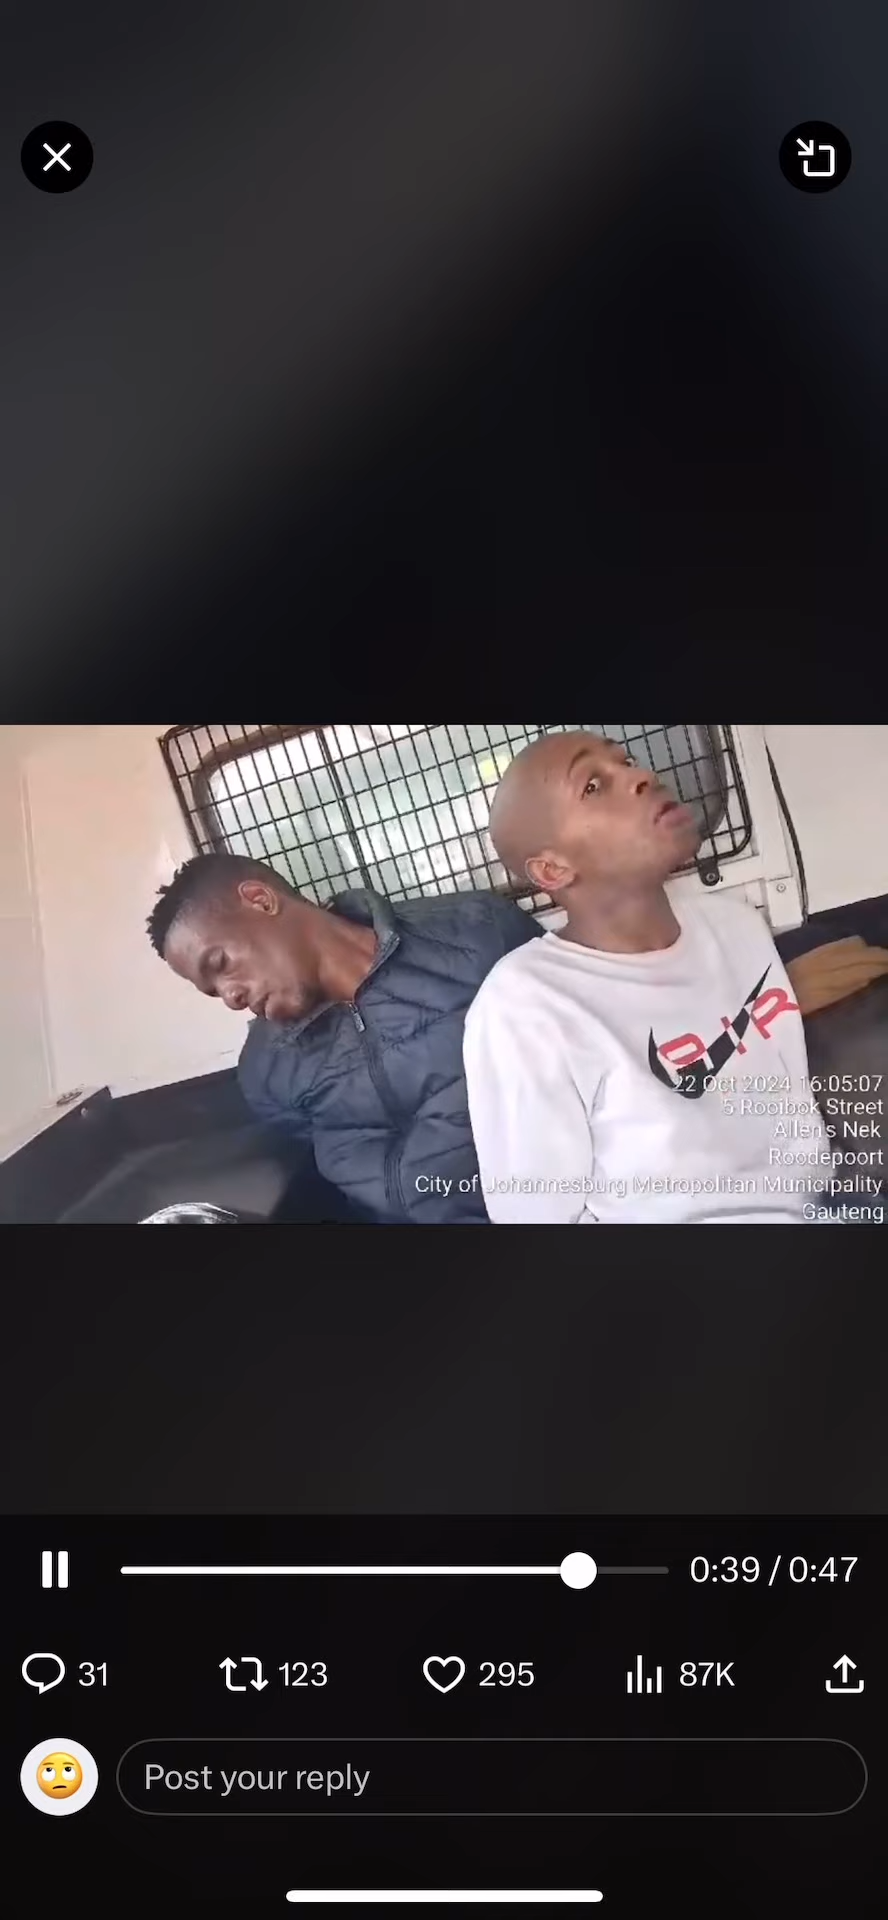 AIR
22 Oct 2024 16:05:07
5 Rooibok Street
Allen's Nek
Roodepoort
City of Johannesburg Metropolitan Municipality
Gauteng
0:39 / 0:47
31
123
295
87K
Post your reply